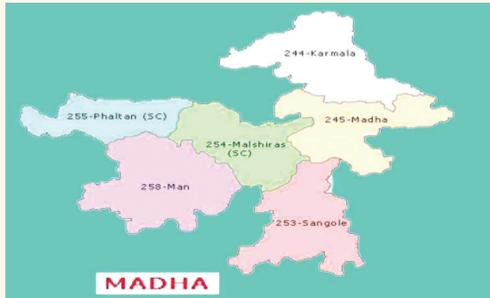 244-Karmala
255-Phaltan (SC)
245-Madha
254-Malshiras
(SC)
258-Man
253-Sangole
MADHA